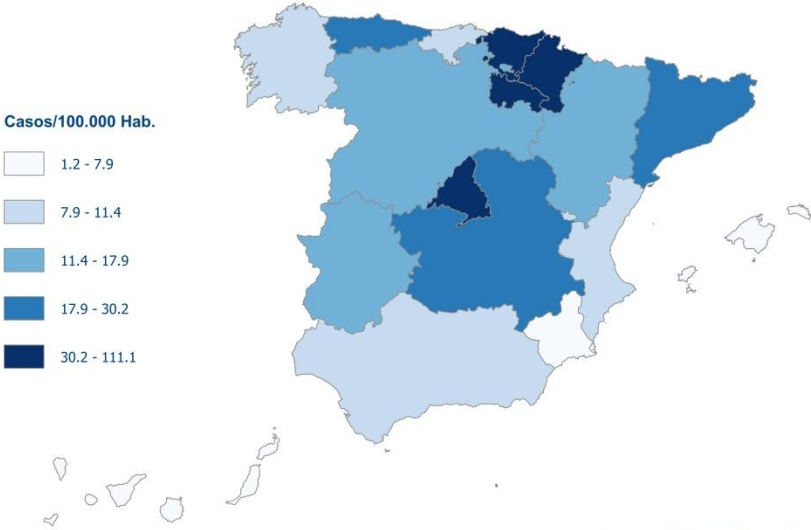 Casos/100.000 Hab.
1.2 - 7.9
7.9 - 11.4
11.4 - 17.9
17.9 - 30.2
30.2 - 111.1